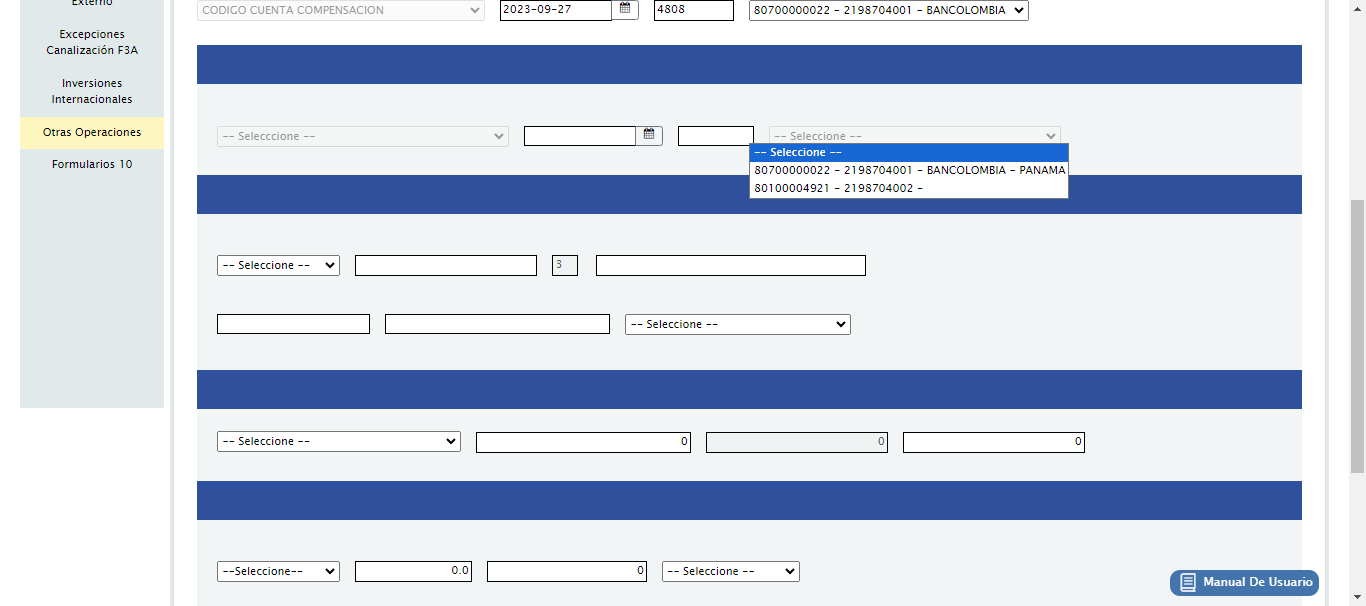 Externo
Excepciones
Canalización F3A
Inversiones
Internacionales
Otras Operaciones
Formularios 10
CODIGO CUENTA COMPENSACION
2023-09-27
4808
80700000022 - 2198704001 - BANCOLOMBIA
-- Selecccione --
-- Seleccione --
-- Seleccione --
80700000022 - 2198704001 - BANCOLOMBIA - PANAMA
80100004921 - 2198704002 -
-- Seleccione --
3
-- Seleccione --
-- Seleccione --
0
0
0
--Seleccione--
0.0
0
-- Seleccione --
Manual De Usuario